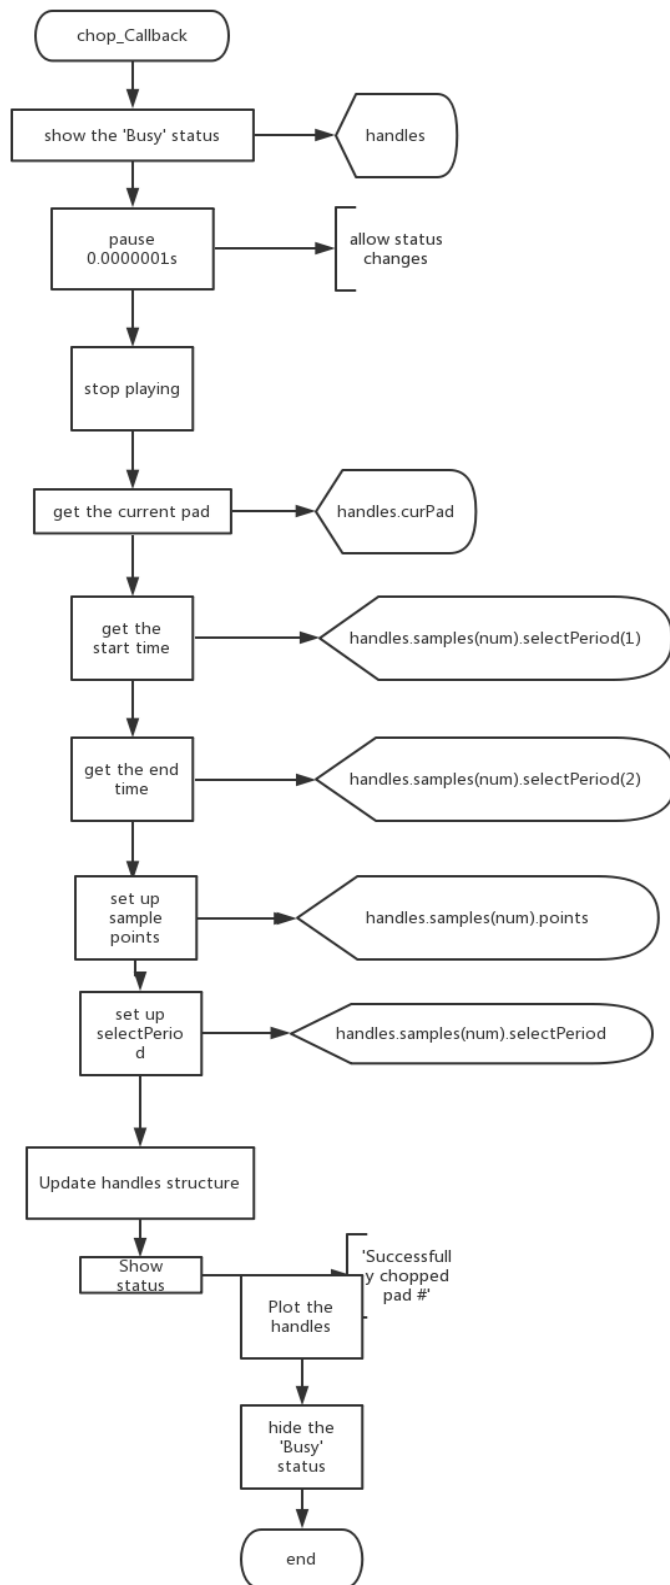 chop_Callback
show the 'Busy' status
handles
pause
0.0000001s
allow status
changes
stop playing
get the current pad
handles.curPad
get the
start time
handles.samples(num).selectPeriod(1)
get the end
time
handles.samples(num).selectPeriod(2)
set up
sample
points
handles.samples(num).points
set up
selectPerio
d
handles.samples(num).selectPeriod
Update handles structure
Show
status
'Successfull
y chopped
pad #'
Plot the
handles
hide the
'Busy'
status
end